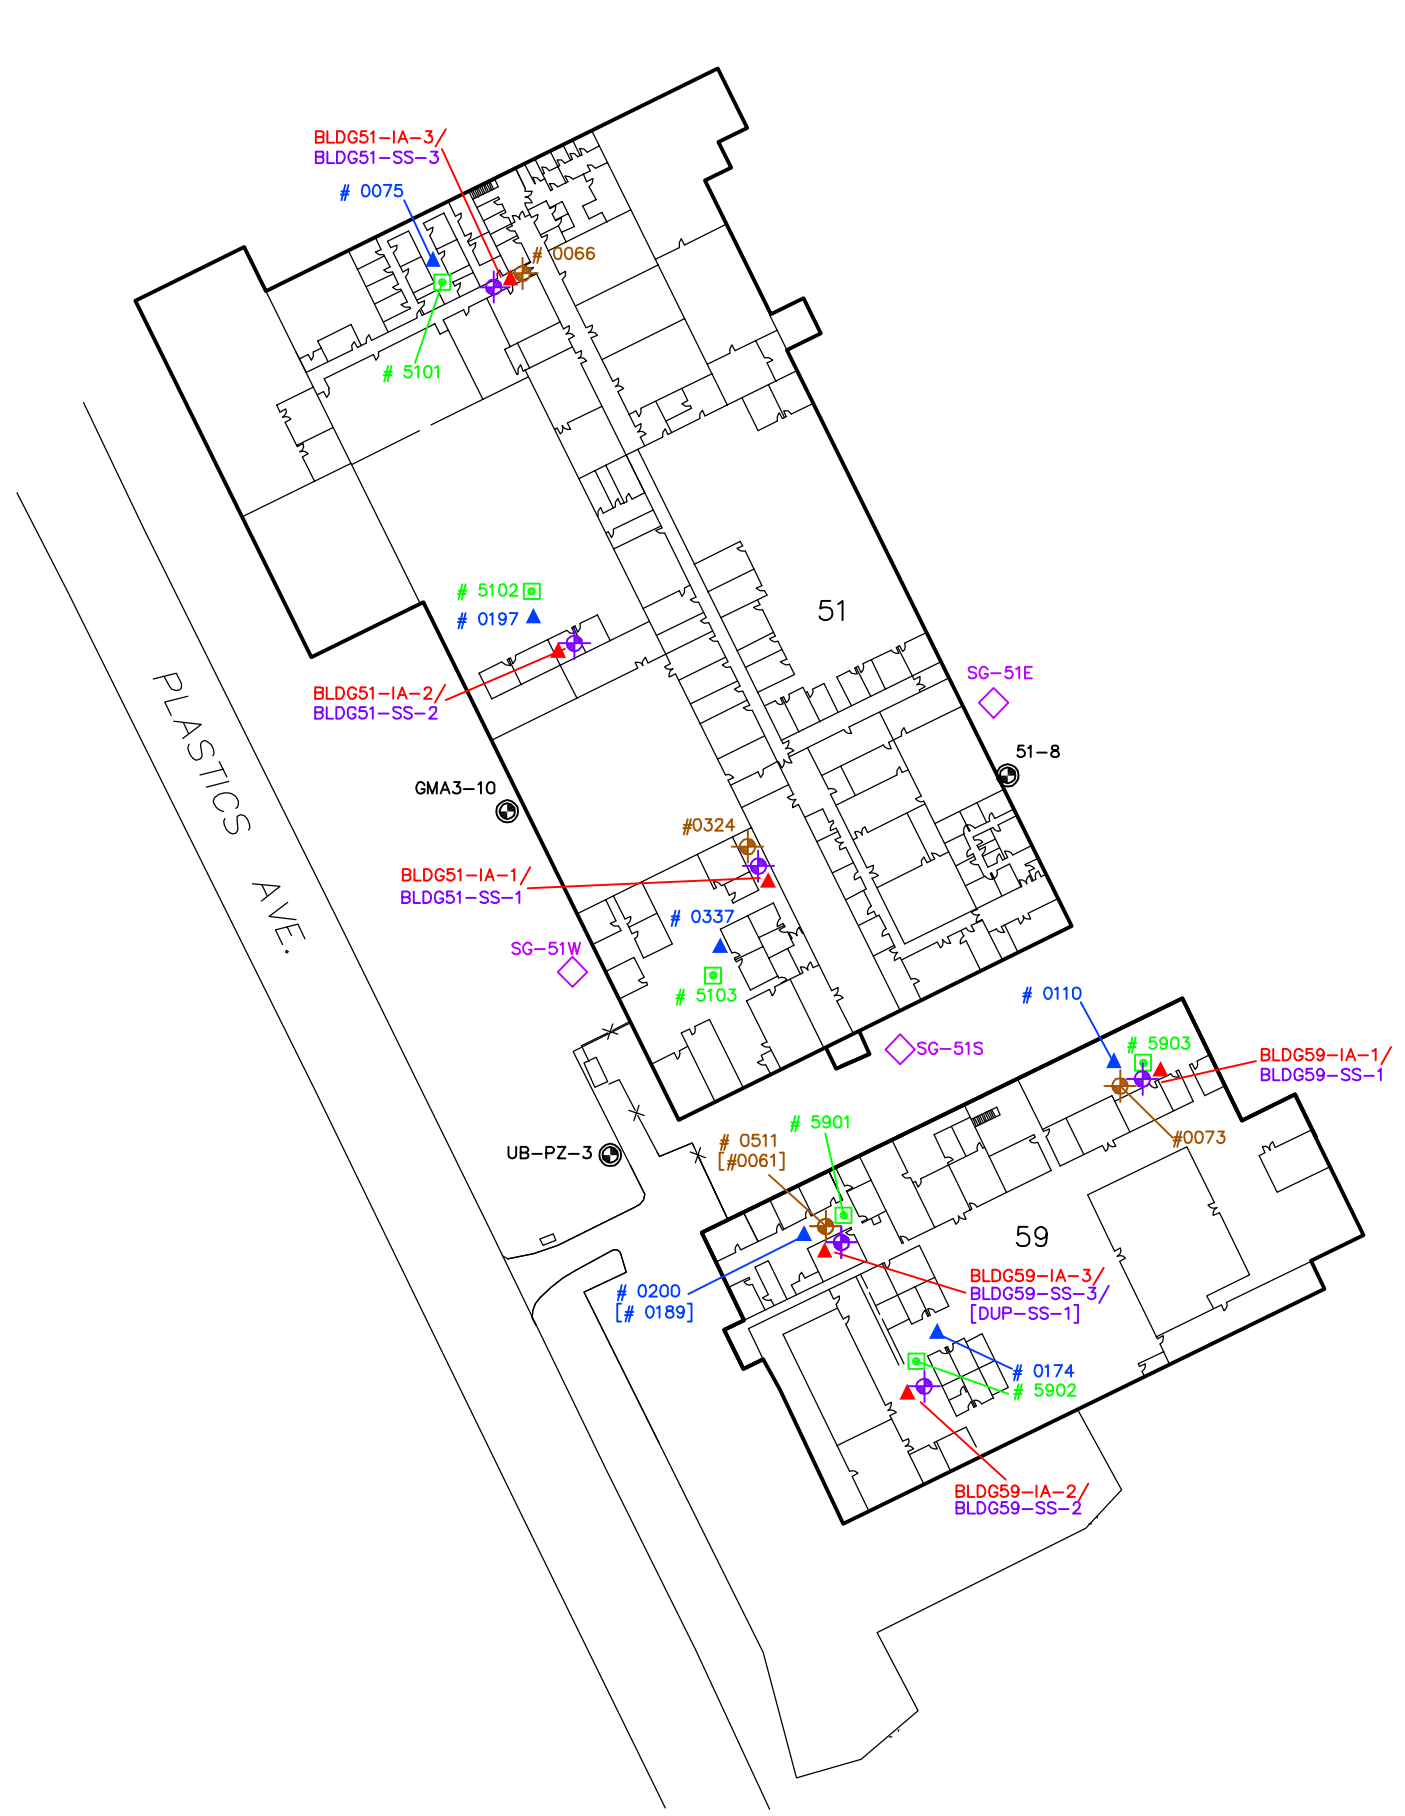 BLDG51-IA-3/
BLDG51-SS-3
# 0075
# 0066
# 5101
# 5102
# 0197
51
SG-51E
BLDG51-IA-2/
BLDG51-SS-2
PLASTICS AVE.
51-8
GMA3-10
#0324
BLDG51-IA-1/
BLDG51-SS-1
# 0337
SG-51W
# 5103
# 0110
# 5903
SG-51S
BLDG59-IA-1/
BLDG59-SS-1
# 5901
# 0511
[#0061]
#0073
UB-PZ-3
59
BLDG59-IA-3/
BLDG59-SS-3/
[DUP-SS-1]
# 0200
[# 0189]
# 0174
# 5902
BLDG59-IA-2/
BLDG59-SS-2